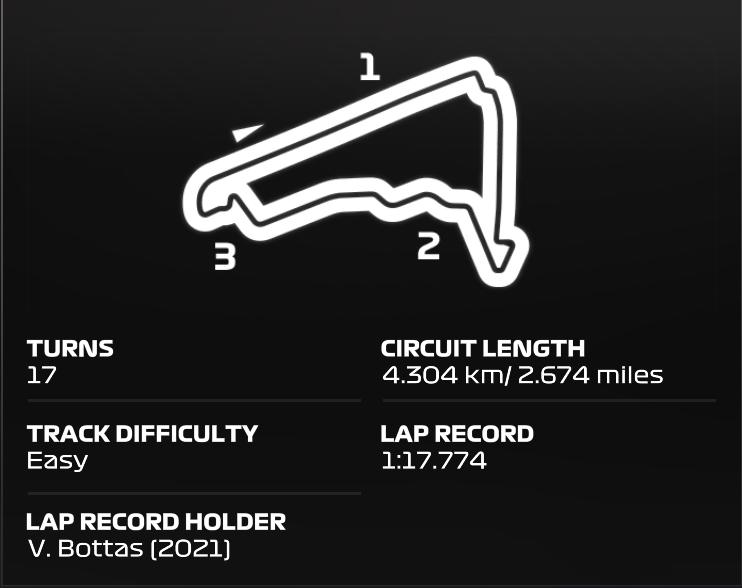 1
2
3
TURNS
17
CIRCUIT LENGTH
4.304 km/ 2.674 miles
TRACK DIFFICULTY
Easy
LAP RECORD
1:17.774
LAP RECORD HOLDER
V. Bottas (2021)